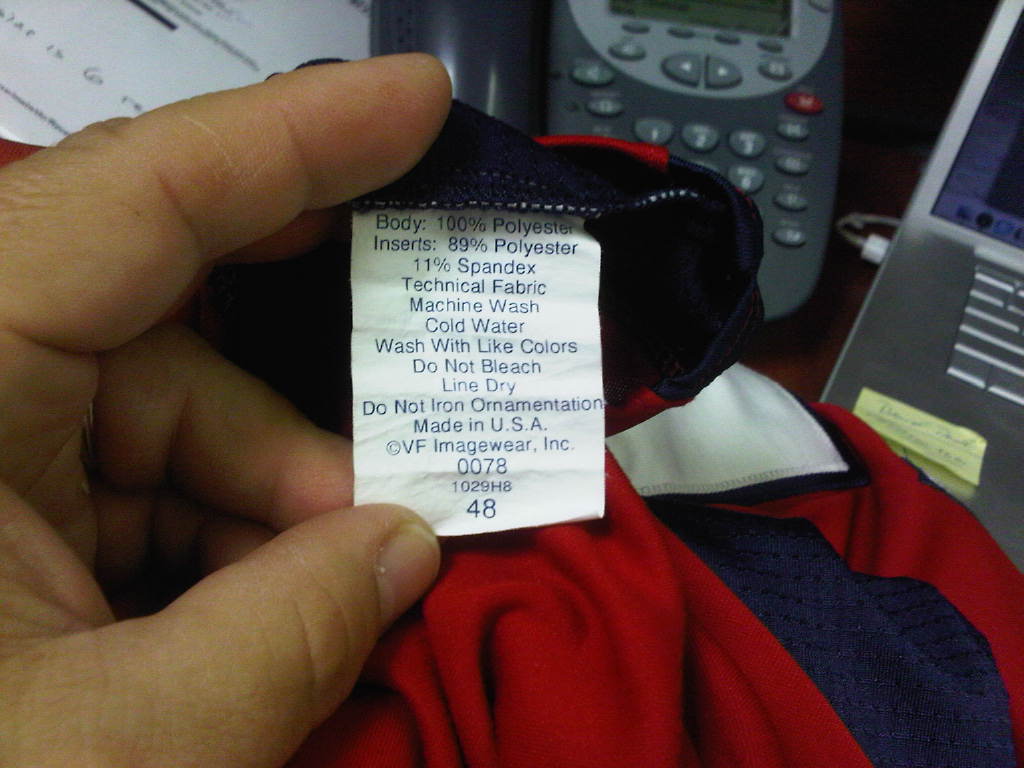 Body: 100% Polyester
Inserts: 89% Polyester
11% Spandex
Technical Fabric
Machine Wash
Cold Water
Wash With Like Colors
Do Not Bleach
Line Dry
Do Not Iron Ornamentation
Made in U.S.A.
©VF Imagewear, Inc.
0078
1029H8
48